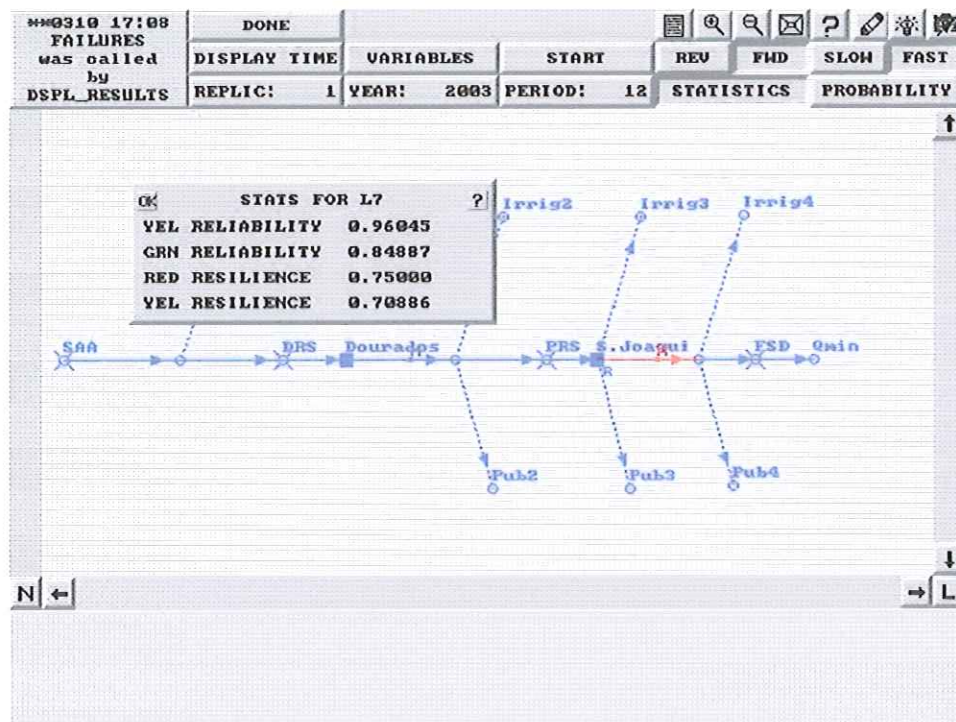 **0310 17:08
FAILURES
was called
by
DSPL_RESULTS
DONE
DISPLAY TIME VARIABLES START REV FWD SLOW FAST
REPLIC: 1 YEAR: 2003 PERIOD: 12 STATISTICS PROBABILITY
OK STATS FOR L7 ?
YEL RELIABILITY 0.96045
GRN RELIABILITY 0.84887
RED RESILIENCE 0.75000
YEL RESILIENCE 0.70886
Irrig2 Irrig3 Irrig4
SAA DRS Dourados PRS S.Joaqui FSD Qmin
R
Pub2 Pub3 Pub4
N L